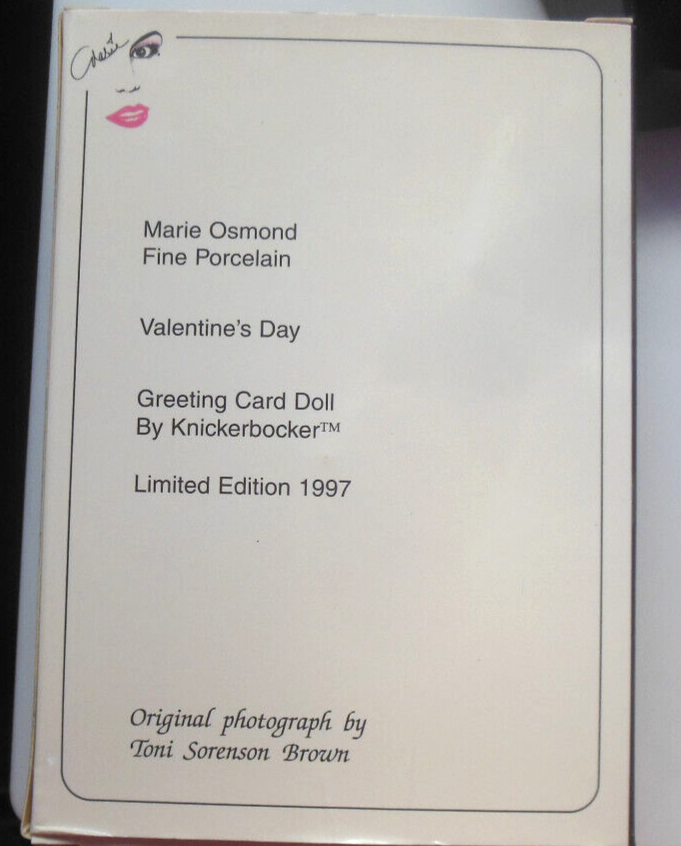 Marie Osmond
Fine Porcelain
Valentine's Day
Greeting Card Doll
By Knickerbocker™
Limited Edition 1997
Original photograph by
Toni Sorenson Brown